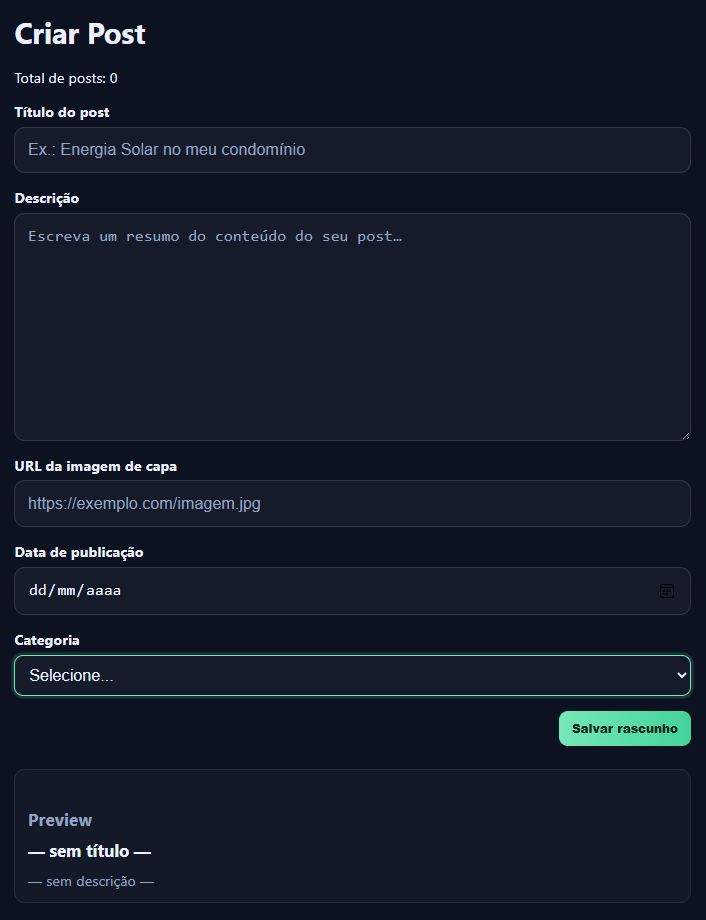 Criar Post
Total de posts: 0
Título do post
Ex.: Energia Solar no meu condomínio
Descrição
Escreva um resumo do conteúdo do seu post…
URL da imagem de capa
https://exemplo.com/imagem.jpg
Data de publicação
dd/mm/aaaa
Categoria
Selecione...
Salvar rascunho
Preview
— sem título —
— sem descrição —